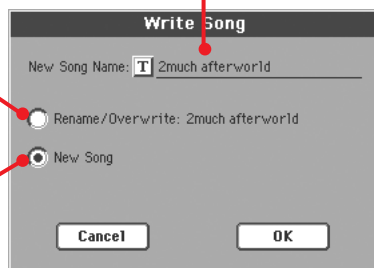 Write Song
New Song Name: T 2much afterworld
Rename/Overwrite: 2much afterworld
New Song
Cancel OK